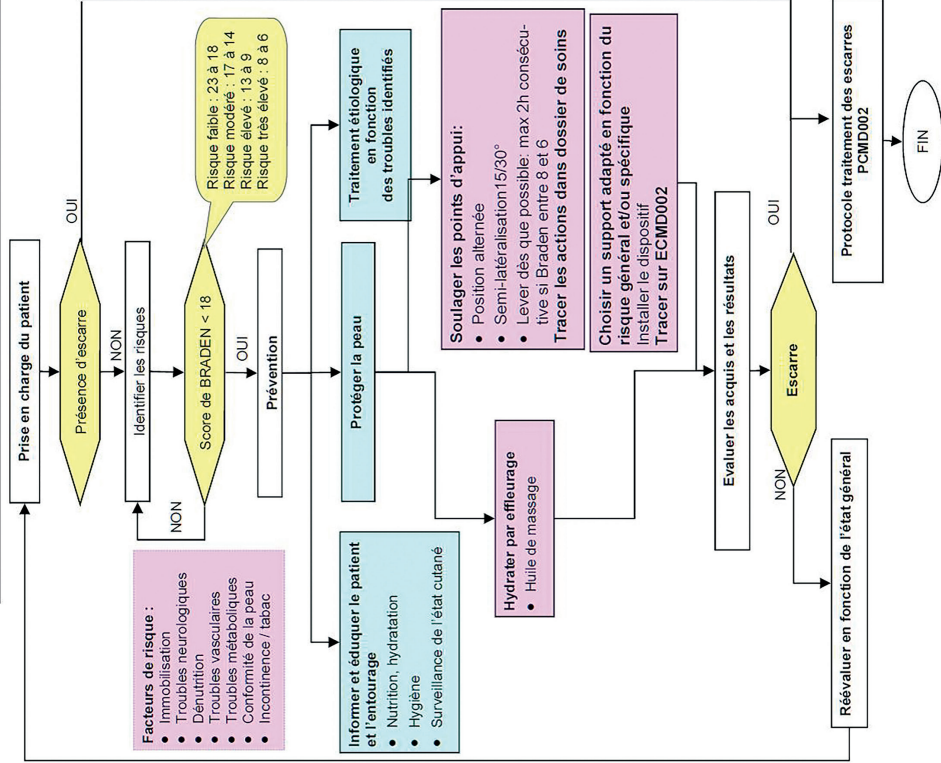 Prise en charge du patient
Présence d'escarre
OUI
NON
Identifier les risques
Score de BRADEN < 18
Risque faible : 23 à 18
Risque modéré : 17 à 14
Risque élevé : 13 à 9
Risque très élevé : 8 à 6
NON
OUI
Facteurs de risque :
• Immobilisation
• Troubles neurologiques
• Dénutrition
• Troubles vasculaires
• Troubles métaboliques
• Conformité de la peau
• Incontinence / tabac
Prévention
Informer et éduquer le patient
et l'entourage
• Nutrition, hydratation
• Hygiène
• Surveillance de l'état cutané
Protéger la peau
Traitement étiologique
en fonction
des troubles identifiés
Soulager les points d'appui:
• Position alternée
• Semi-latéralisation15/30°
• Lever dès que possible: max 2h consécu-
tive si Braden entre 8 et 6
Tracer les actions dans dossier de soins
Hydrater par effleurage
• Huile de massage
Choisir un support adapté en fonction du
risque général et/ou spécifique
Installer le dispositif
Tracer sur ECMD002
Evaluer les acquis et les résultats
Escarre
NON
OUI
Réévaluer en fonction de l'état général
Protocole traitement des escarres
PCMD002
FIN